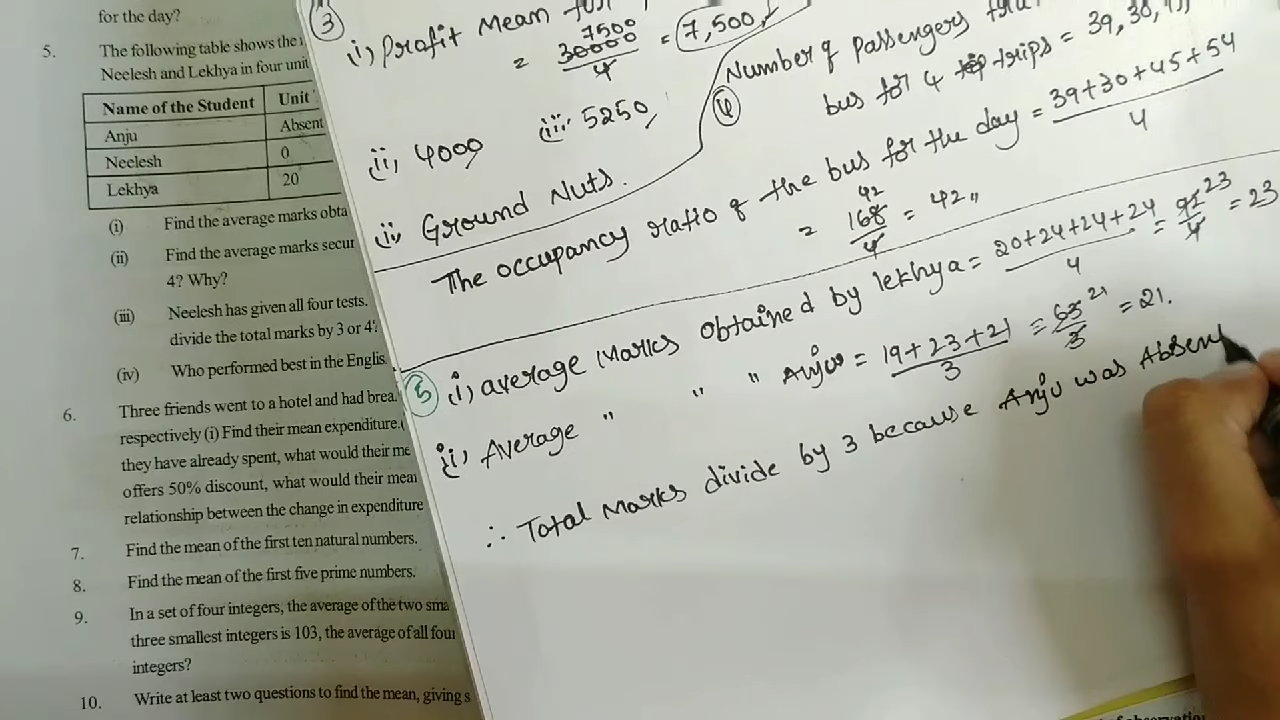 for the day?
5. The following table shows the
Neelesh and Lekhya in four unit
Name of the Student Unit
Anju Absent
Neelesh 0
Lekhya 20
(i) Find the average marks obta
(ii) Find the average marks secur
4? Why?
(iii) Neelesh has given all four tests.
divide the total marks by 3 or 4?
(iv) Who performed best in the Englis
6. Three friends went to a hotel and had brea
respectively (i) Find their mean expenditure.(
they have already spent, what would their me
offers 50% discount, what would their mean
relationship between the change in expenditure
7. Find the mean of the first ten natural numbers.
8. Find the mean of the first five prime numbers.
9. In a set of four integers, the average of the two sma
three smallest integers is 103, the average of all four
integers?
10. Write at least two questions to find the mean, giving s
3
(i) Profit Mean for
7500
= 30000/4 = 7,500
(ii) 4000 (iii) 5250
(iv) Ground Nuts.
4 Number of passengers
bus for 4 trips = 39, 30,
The occupancy ratio of the bus for the day = 39+30+45+54/4
42
= 168/4 = 42
5 (i) average Marks obtained by lekhya = 20+24+24+24/4 = 92/4 23 = 23
(ii) Average " " " Anju = 19+23+21/3 = 63/3 21 = 21.
∴ Total Marks divide by 3 because Anju was Absen